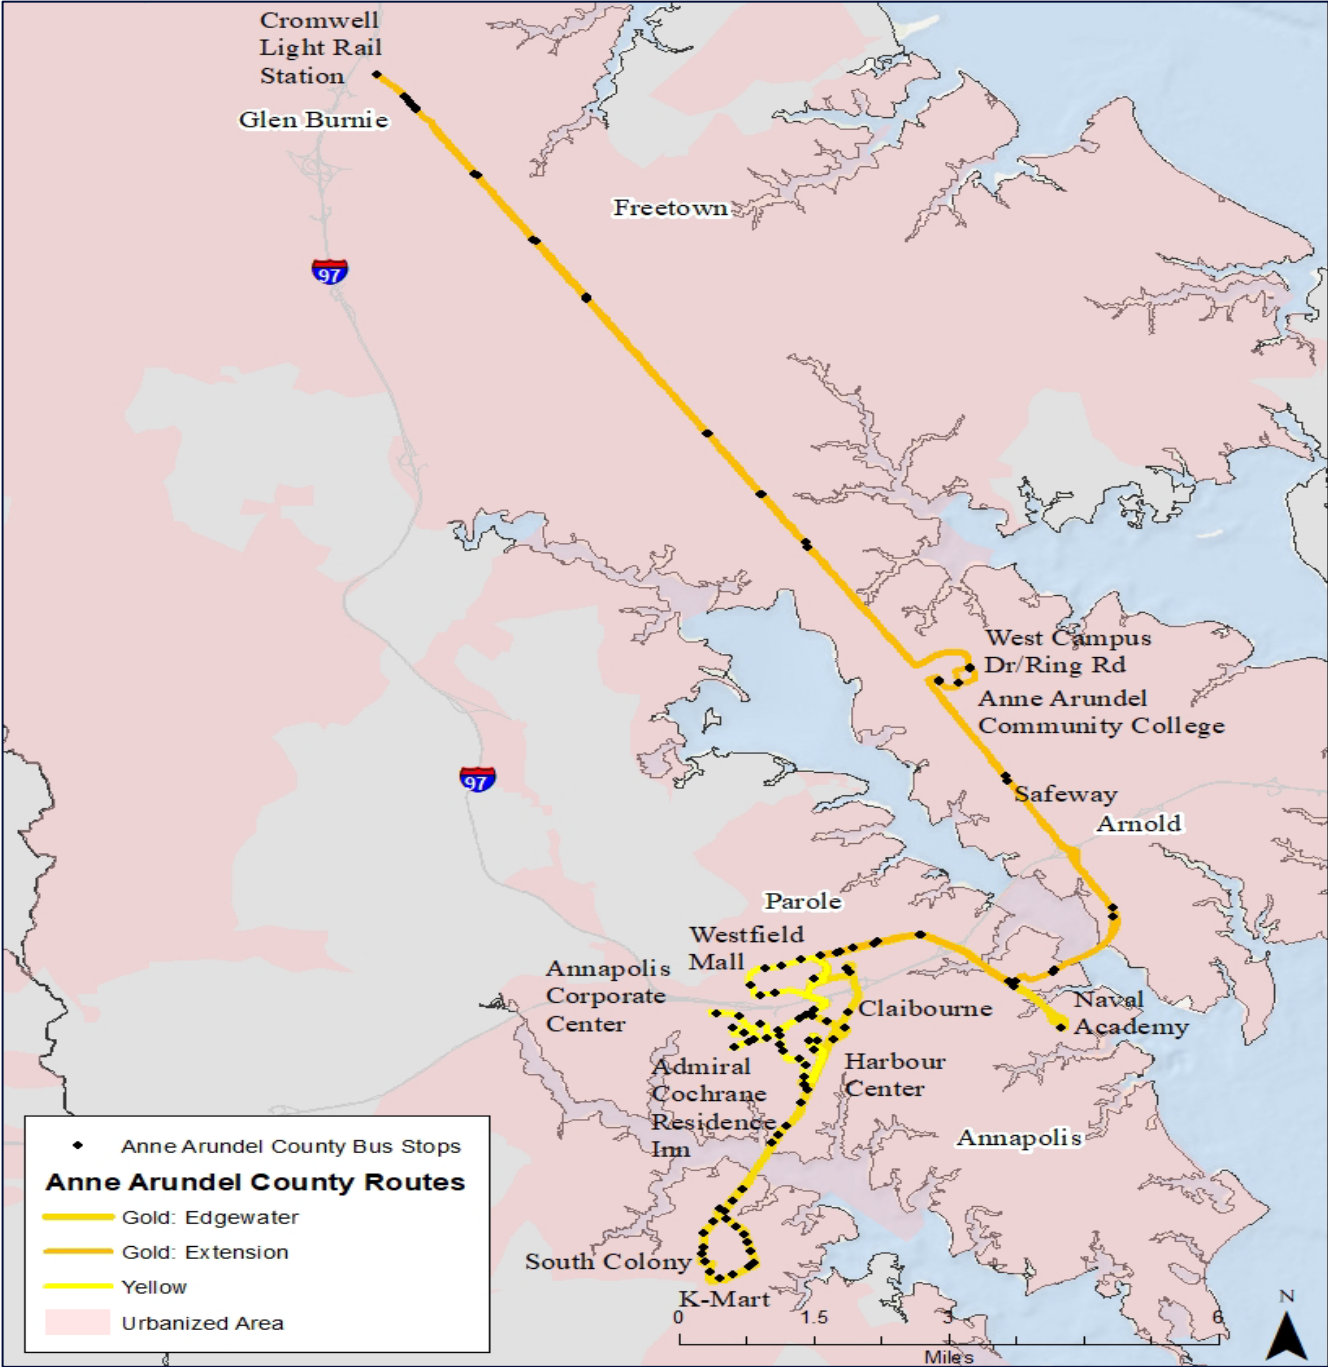 Cromwell
Light Rail
Station
Glen Burnie
Freetown
97
West Campus
Dr/Ring Rd
Anne Arundel
Community College
97
Safeway
Arnold
Parole
Westfield
Mall
Annapolis
Corporate
Center
Claibourne
Naval
Academy
Admiral
Cochrane
Residence
Inn
Harbour
Center
Annapolis
South Colony
K-Mart
Anne Arundel County Bus Stops
Anne Arundel County Routes
Gold: Edgewater
Gold: Extension
Yellow
Urbanized Area
0 1.5 3 6
Miles
N